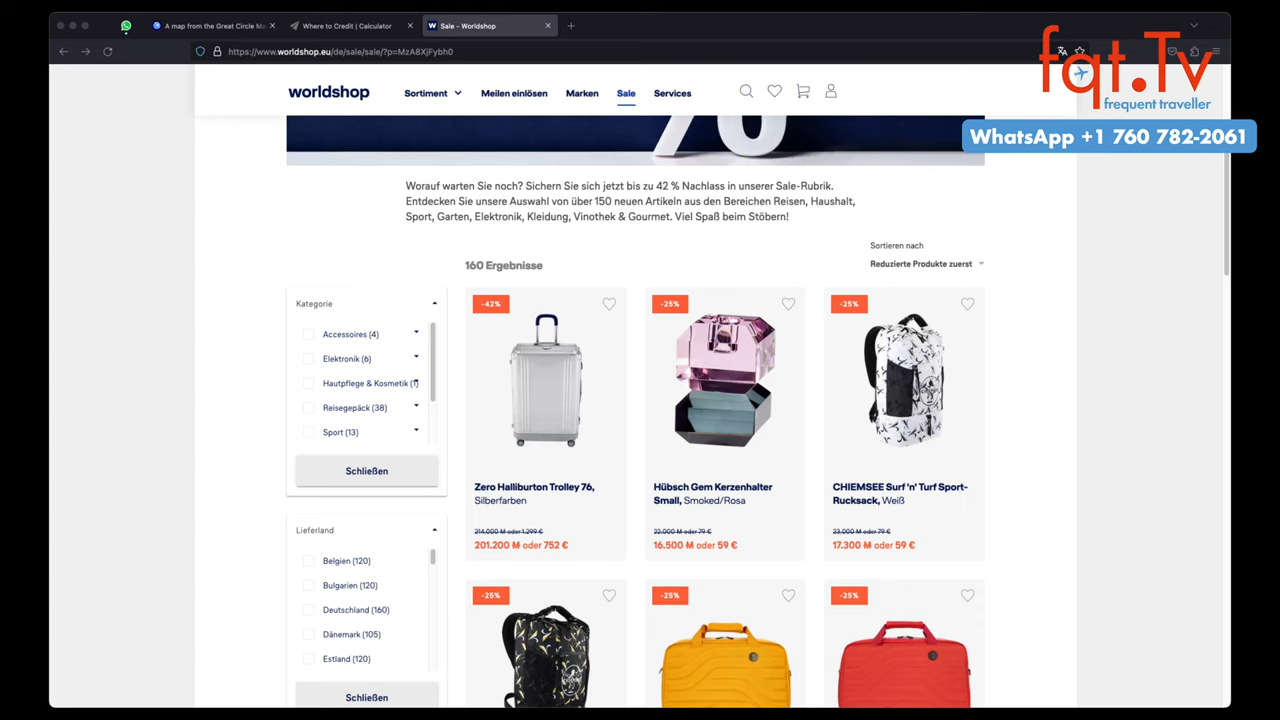 A map from the Great Circle Ma
Where to Credit | Calculator
W Sale – Worldshop
https://www.worldshop.eu/de/sale/sale/?p=MzA8XjFybh0
fqt.Tv
frequent traveller
WhatsApp +1 760 782-2061
worldshop
Sortiment
Meilen einlösen
Marken
Sale
Services
76
Worauf warten Sie noch? Sichern Sie sich jetzt bis zu 42 % Nachlass in unserer Sale-Rubrik.
Entdecken Sie unsere Auswahl von über 150 neuen Artikeln aus den Bereichen Reisen, Haushalt,
Sport, Garten, Elektronik, Kleidung, Vinothek & Gourmet. Viel Spaß beim Stöbern!
160 Ergebnisse
Sortieren nach
Reduzierte Produkte zuerst
Kategorie
Accessoires (4)
Elektronik (6)
Hautpflege & Kosmetik (1)
Reisegepäck (38)
Sport (13)
Schließen
Lieferland
Belgien (120)
Bulgarien (120)
Deutschland (160)
Dänemark (105)
Estland (120)
Schließen
-42%
Zero Halliburton Trolley 76,
Silberfarben
214.000 M oder 1.299 €
201.200 M oder 752 €
-25%
Hübsch Gem Kerzenhalter
Small, Smoked/Rosa
22.000 M oder 79 €
16.500 M oder 59 €
-25%
CHIEMSEE Surf 'n' Turf Sport-
Rucksack, Weiß
23.000 M oder 79 €
17.300 M oder 59 €
-25%
-25%
-25%